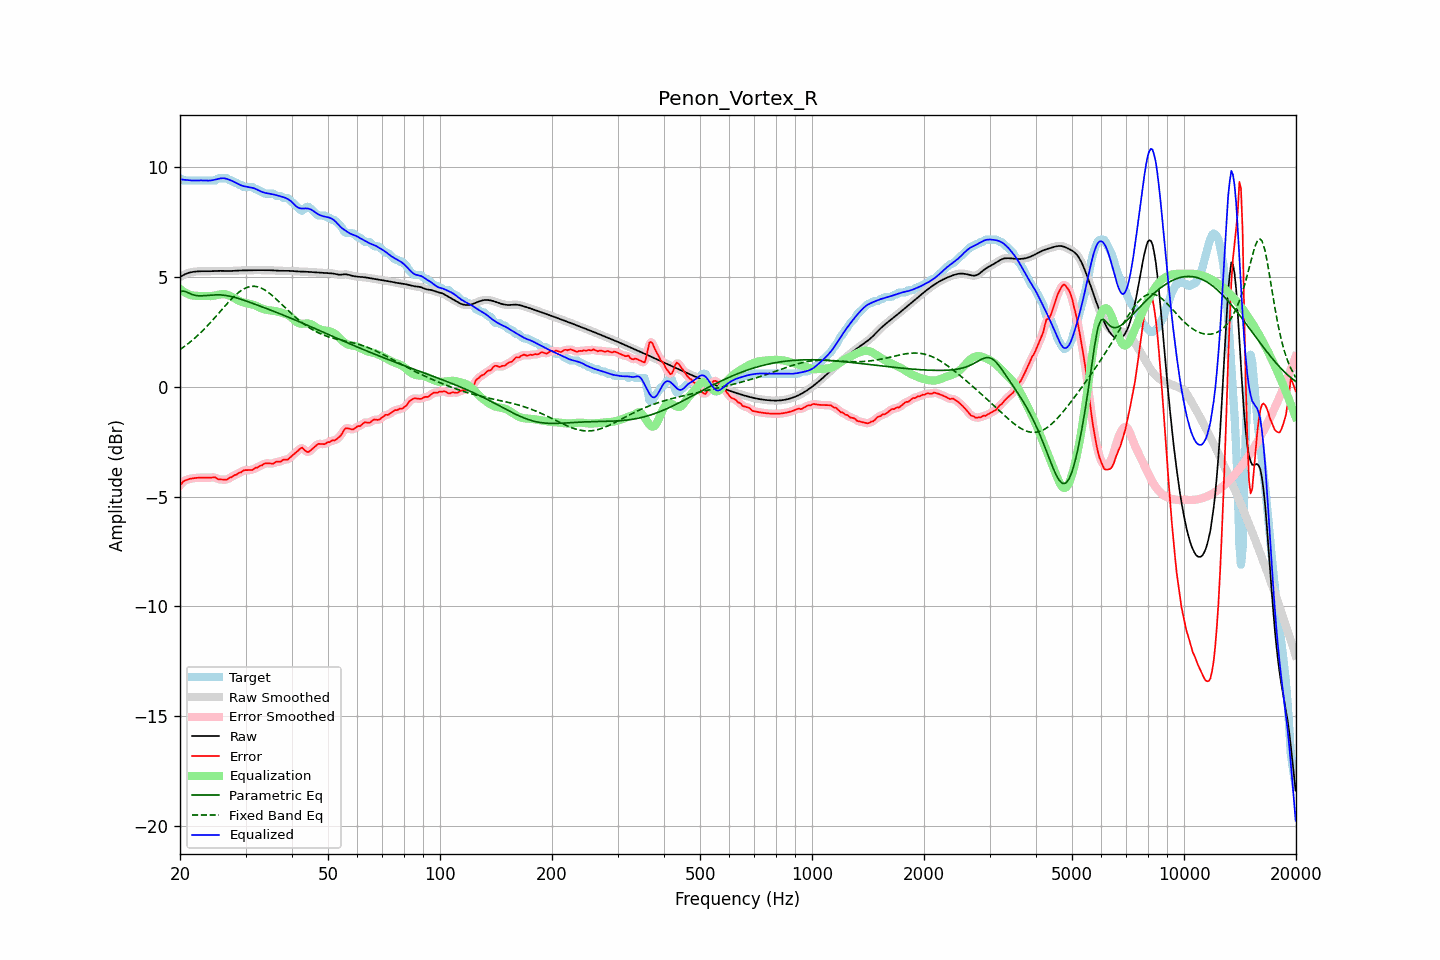 Penon_Vortex_R
Amplitude (dBr)
10
5
0
−5
−10
−15
−20
Target
Raw Smoothed
Error Smoothed
Raw
Error
Equalization
Parametric Eq
Fixed Band Eq
Equalized
20 50 100 200 500 1000 2000 5000 10000 20000
Frequency (Hz)